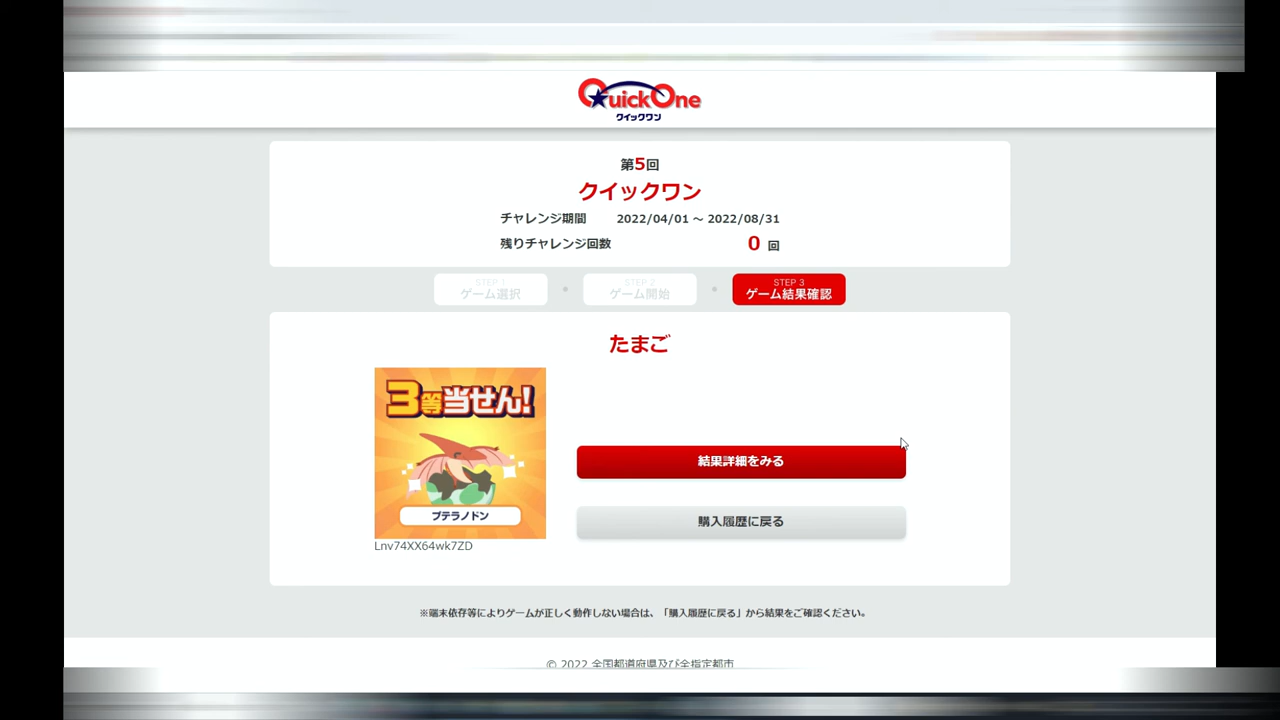 QuickOne
クイックワン
第5回
クイックワン
チャレンジ期間 2022/04/01 ～ 2022/08/31
残りチャレンジ回数 0 回
STEP 1
ゲーム選択
STEP 2
ゲーム開始
STEP 3
ゲーム結果確認
たまご
3等当せん!
プテラノドン
Lnv74XX64wk7ZD
結果詳細をみる
購入履歴に戻る
※端末依存等によりゲームが正しく動作しない場合は、「購入履歴に戻る」から結果をご確認ください。
© 2022 全国都道府県及び全指定都市